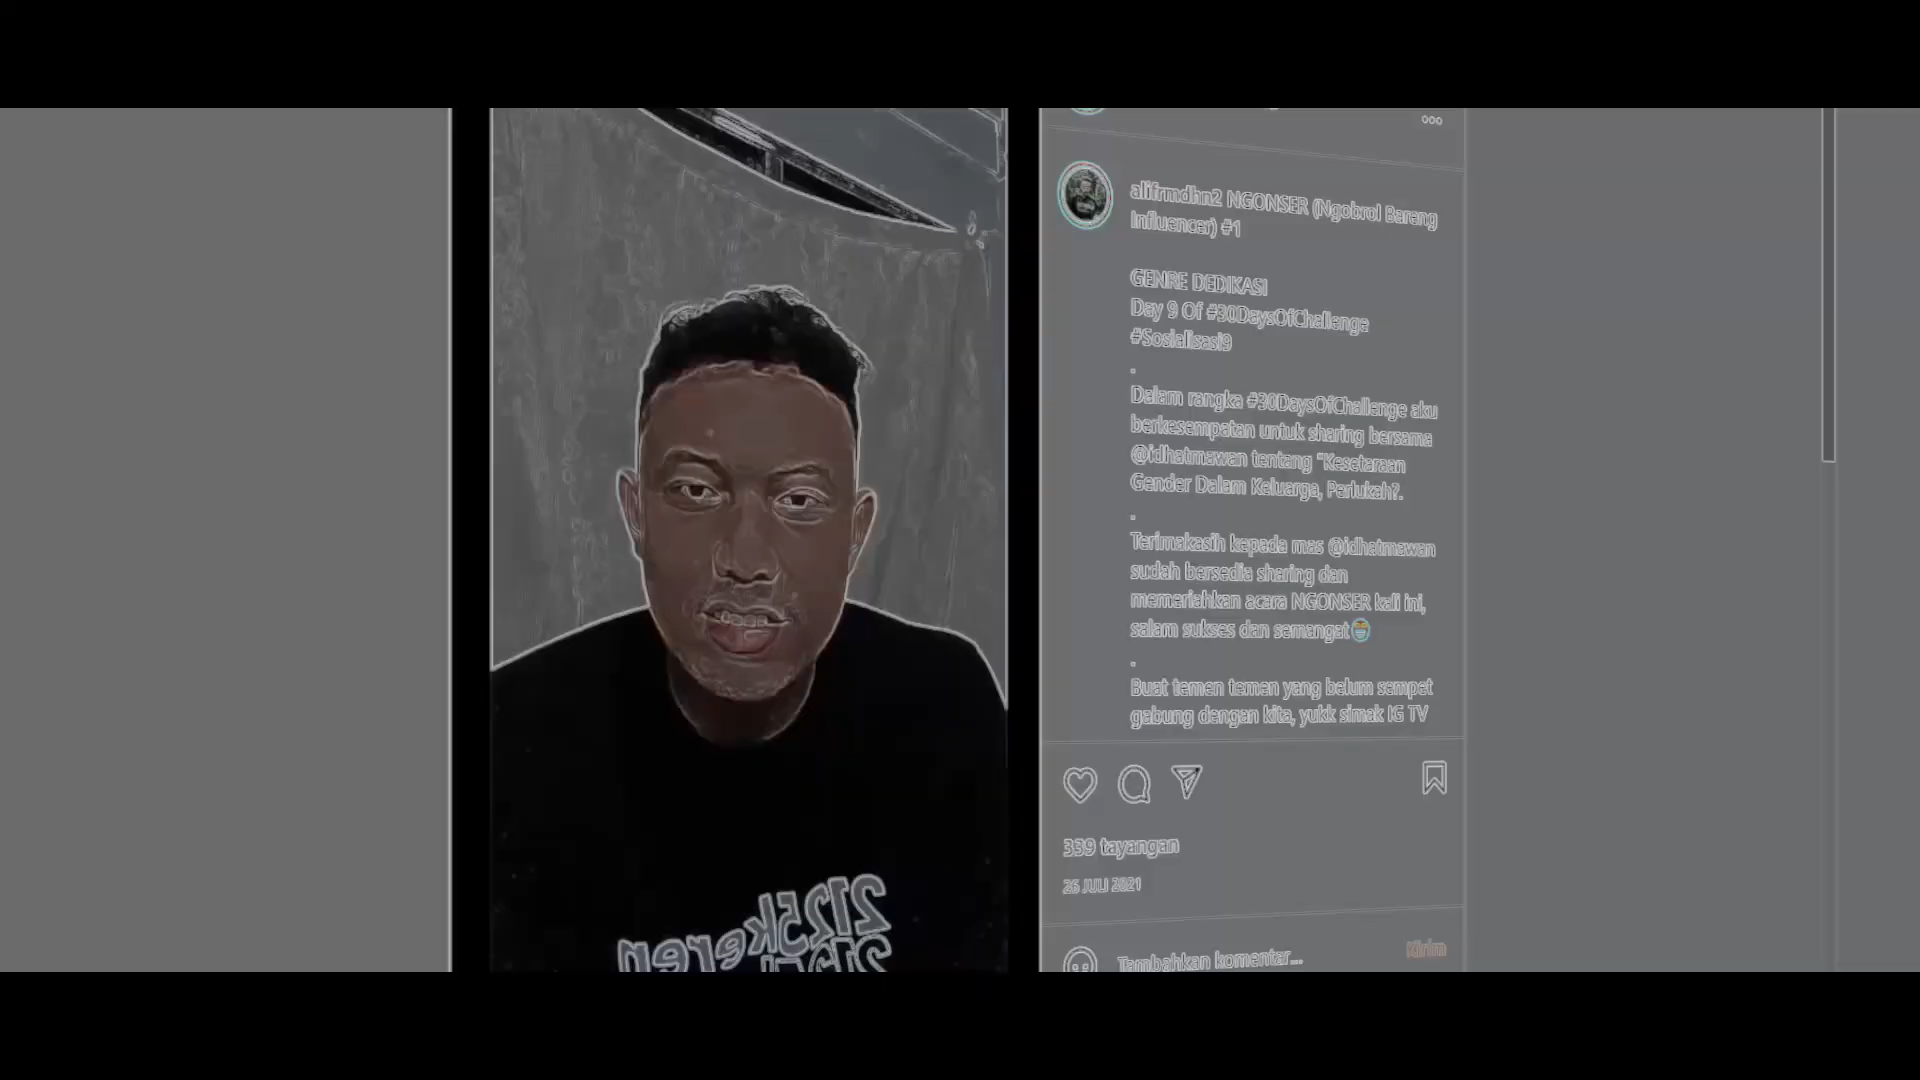 alifrmdhn2 NGONSER (Ngobrol Bareng
Influencer) #1
GENRE DEDIKASI
Day 9 Of #30DaysOfChallenge
#Sosialisasi9
.
Dalam rangka #30DaysOfChallenge aku
berkesempatan untuk sharing bersama
@idhatmawan tentang "Kesetaraan
Gender Dalam Keluarga, Perlukah?.
.
Terimakasih kepada mas @idhatmawan
sudah bersedia sharing dan
memeriahkan acara NGONSER kali ini,
salam sukses dan semangat😁
.
Buat temen temen yang belum sempet
gabung dengan kita, yukk simak IG TV
339 tayangan
26 JULI 2021
Tambahkan komentar...
Kirim
2125keren